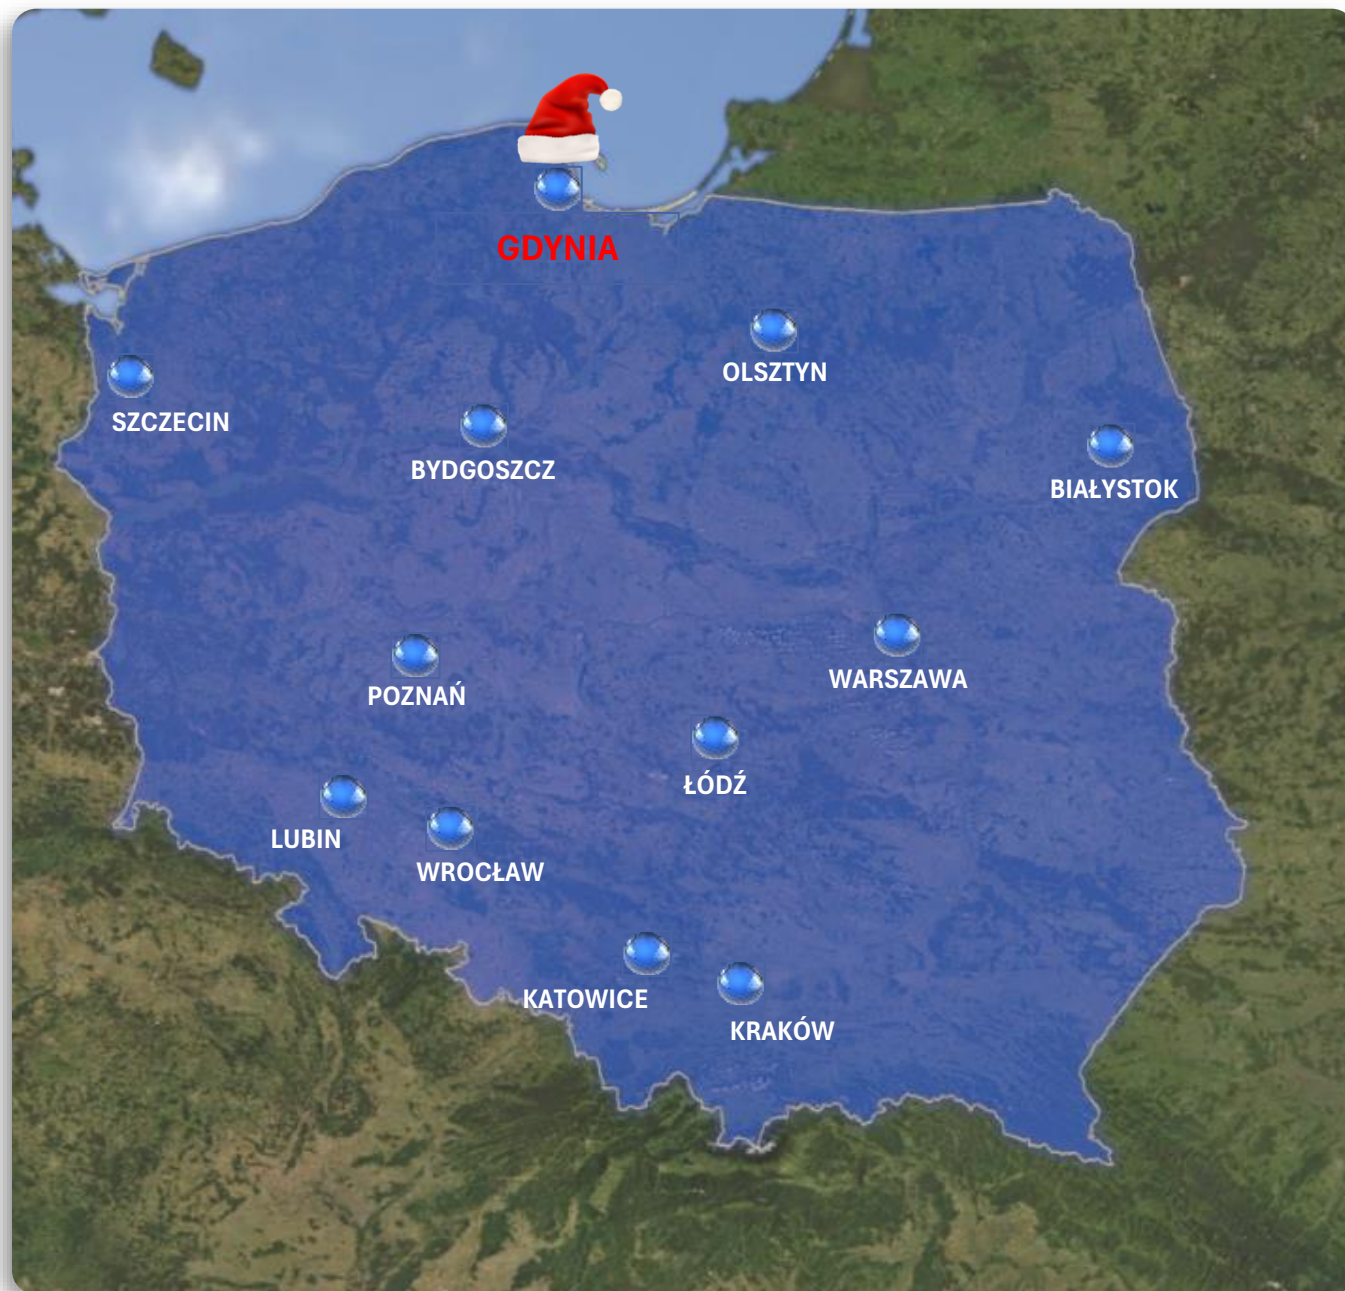 GDYNIA
OLSZTYN
SZCZECIN
BYDGOSZCZ
BIAŁYSTOK
WARSZAWA
POZNAŃ
ŁÓDŹ
LUBIN
WROCŁAW
KATOWICE
KRAKÓW